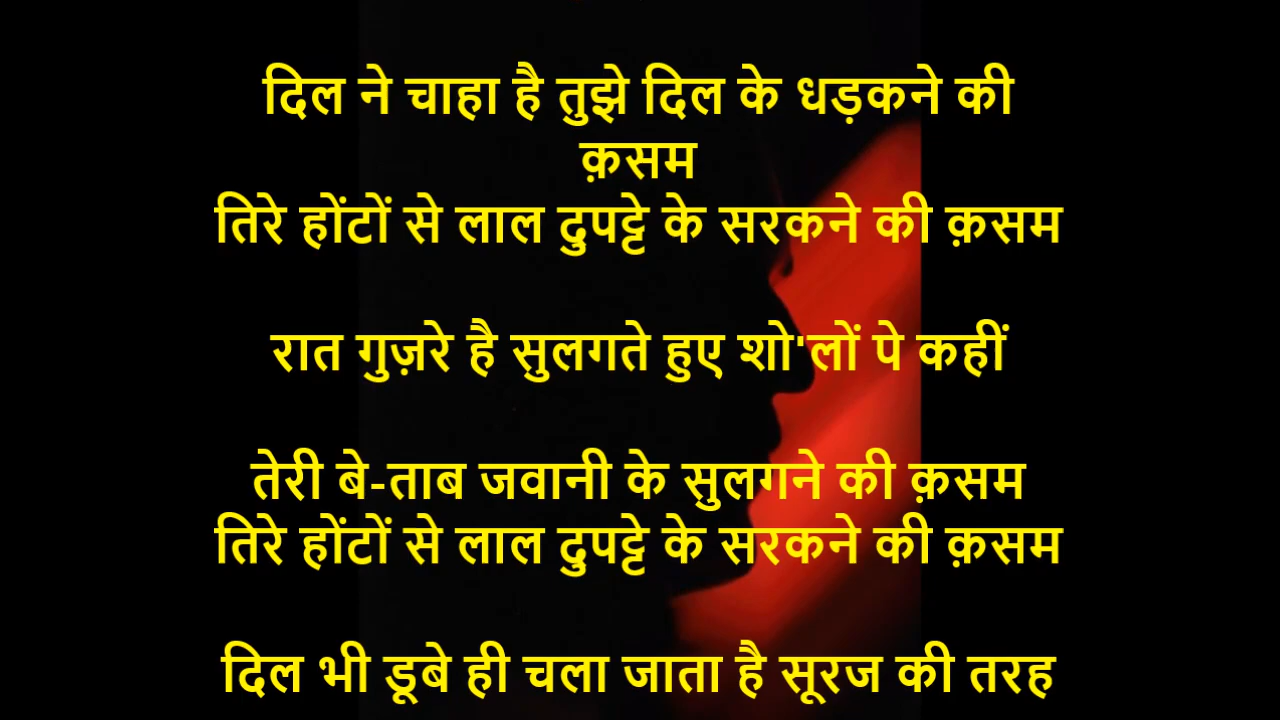 दिल ने चाहा है तुझे दिल के धड़कने की
क़सम
तिरे होंटों से लाल दुपट्टे के सरकने की क़सम
रात गुज़रे है सुलगते हुए शो'लों पे कहीं
तेरी बे-ताब जवानी के सुलगने की क़सम
तिरे होंटों से लाल दुपट्टे के सरकने की क़सम
दिल भी डूबे ही चला जाता है सूरज की तरह